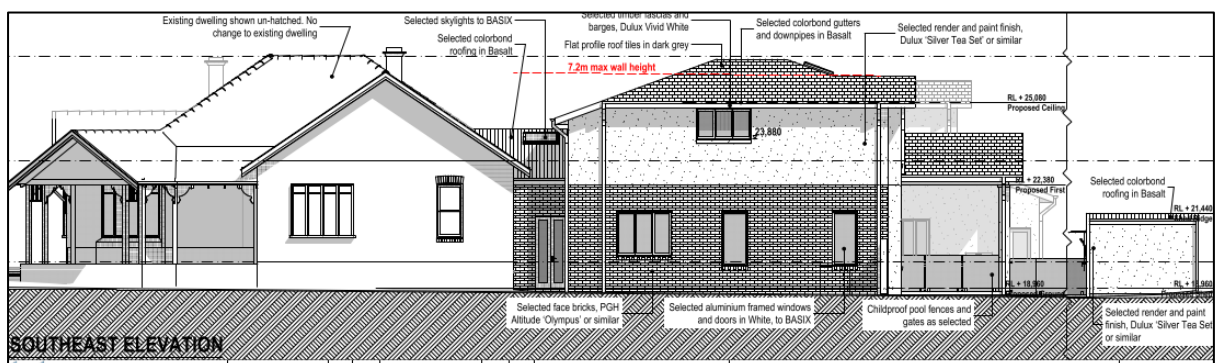 Existing dwelling shown un-hatched. No
change to existing dwelling
Selected skylights to BASIX
Selected colorbond
roofing in Basalt
Selected timber fascias and
barges, Dulux Vivid White
Flat profile roof tiles in dark grey
7.2m max wall height
Selected colorbond gutters
and downpipes in Basalt
Selected render and paint finish,
Dulux 'Silver Tea Set' or similar
RL + 25,080
Proposed Ceiling
23,880
RL + 22,380
Proposed First
Selected colorbond
roofing in Basalt
RL + 21,440
RL + 18,960
RL + 18,960
Selected face bricks, PGH
Altitude 'Olympus' or similar
Selected aluminium framed windows
and doors in White, to BASIX
Childproof pool fences and
gates as selected
Selected render and paint
finish, Dulux 'Silver Tea Set
or similar
SOUTHEAST ELEVATION